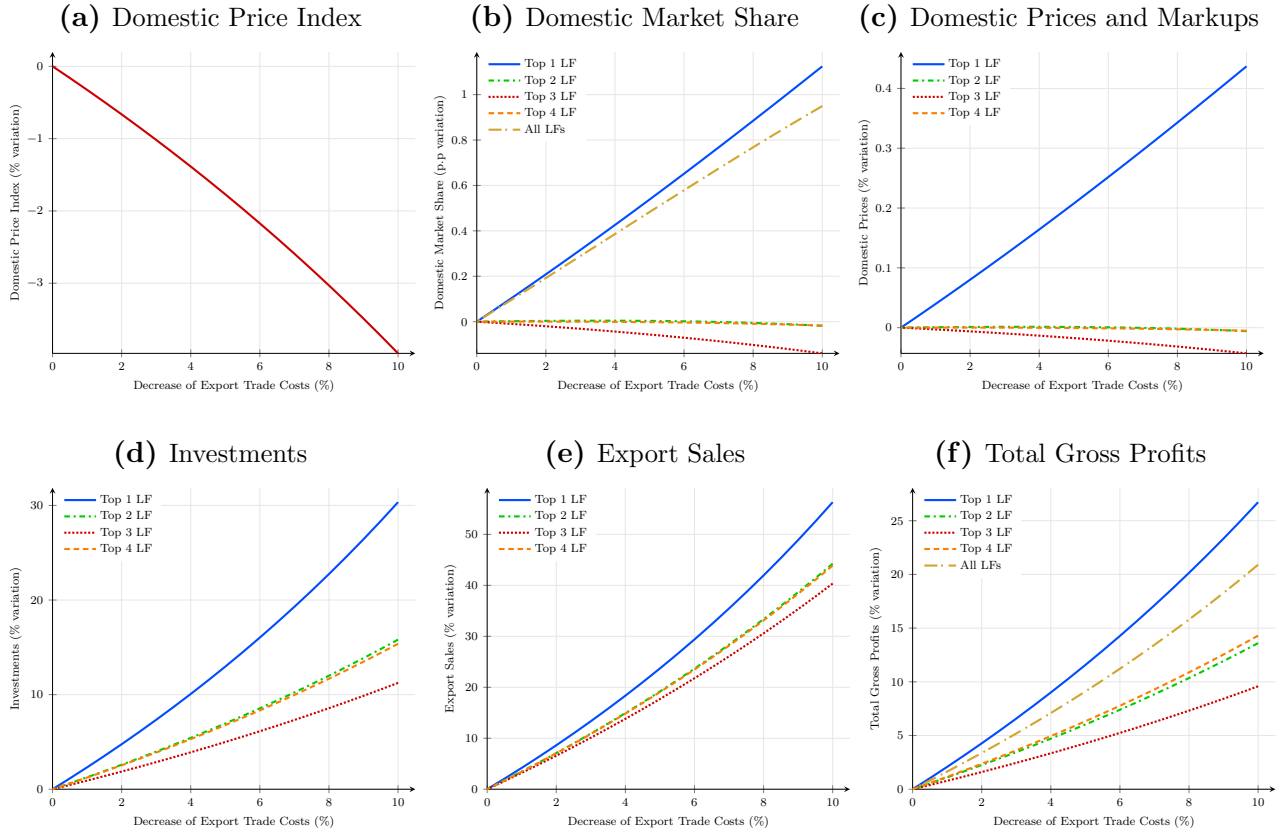 (a) Domestic Price Index
Domestic Price Index (% variation)
0
−1
−2
−3
0 2 4 6 8 10
Decrease of Export Trade Costs (%)
(b) Domestic Market Share
Domestic Market Share (p.p variation)
Top 1 LF
Top 2 LF
Top 3 LF
Top 4 LF
All LFs
1
0.8
0.6
0.4
0.2
0
0 2 4 6 8 10
Decrease of Export Trade Costs (%)
(c) Domestic Prices and Markups
Domestic Prices (% variation)
Top 1 LF
Top 2 LF
Top 3 LF
Top 4 LF
0.4
0.3
0.2
0.1
0
0 2 4 6 8 10
Decrease of Export Trade Costs (%)
(d) Investments
Investments (% variation)
Top 1 LF
Top 2 LF
Top 3 LF
Top 4 LF
30
20
10
0
0 2 4 6 8 10
Decrease of Export Trade Costs (%)
(e) Export Sales
Export Sales (% variation)
Top 1 LF
Top 2 LF
Top 3 LF
Top 4 LF
50
40
30
20
10
0
0 2 4 6 8 10
Decrease of Export Trade Costs (%)
(f) Total Gross Profits
Total Gross Profits (% variation)
Top 1 LF
Top 2 LF
Top 3 LF
Top 4 LF
All LFs
25
20
15
10
5
0
0 2 4 6 8 10
Decrease of Export Trade Costs (%)